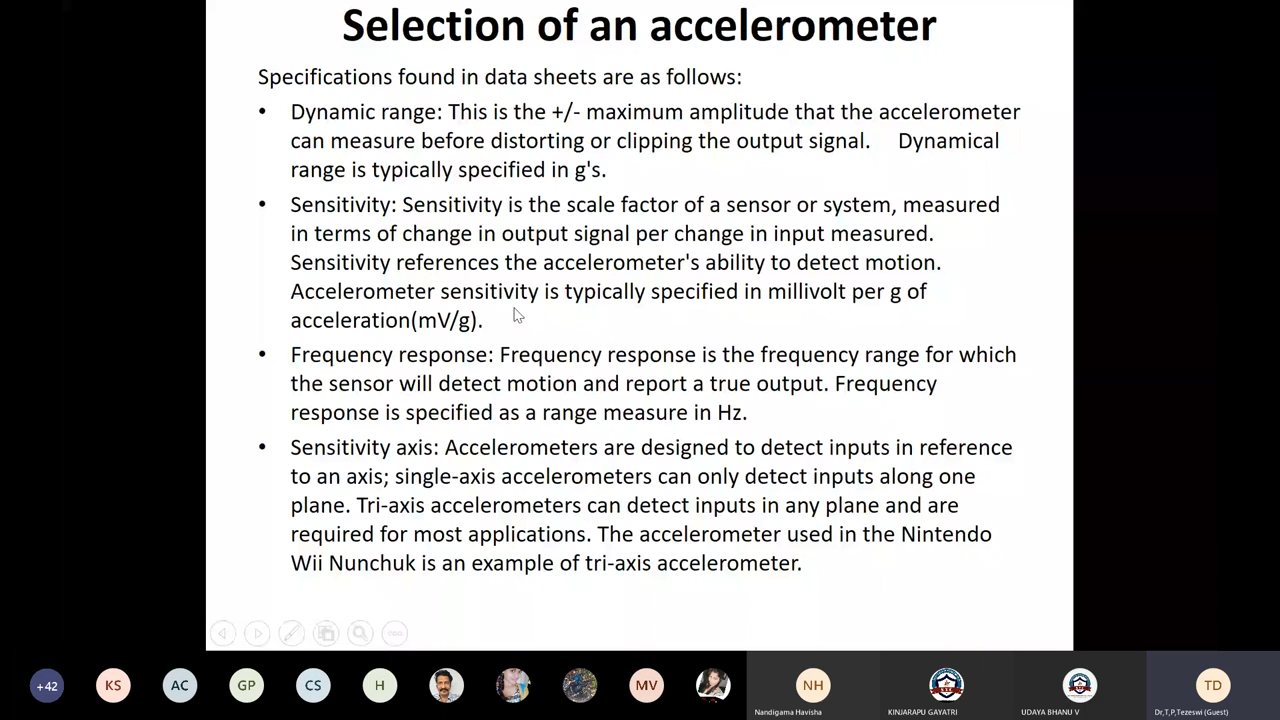 Selection of an accelerometer
Specifications found in data sheets are as follows:
• Dynamic range: This is the +/- maximum amplitude that the accelerometer
can measure before distorting or clipping the output signal. Dynamical
range is typically specified in g's.
• Sensitivity: Sensitivity is the scale factor of a sensor or system, measured
in terms of change in output signal per change in input measured.
Sensitivity references the accelerometer's ability to detect motion.
Accelerometer sensitivity is typically specified in millivolt per g of
acceleration(mV/g).
• Frequency response: Frequency response is the frequency range for which
the sensor will detect motion and report a true output. Frequency
response is specified as a range measure in Hz.
• Sensitivity axis: Accelerometers are designed to detect inputs in reference
to an axis; single-axis accelerometers can only detect inputs along one
plane. Tri-axis accelerometers can detect inputs in any plane and are
required for most applications. The accelerometer used in the Nintendo
Wii Nunchuk is an example of tri-axis accelerometer.
+42 KS AC GP CS H MV NH TD
Nandigama Havisha KINJARAPU GAYATRI UDAYA BHANU V Dr,T,P,Tezeswi (Guest)